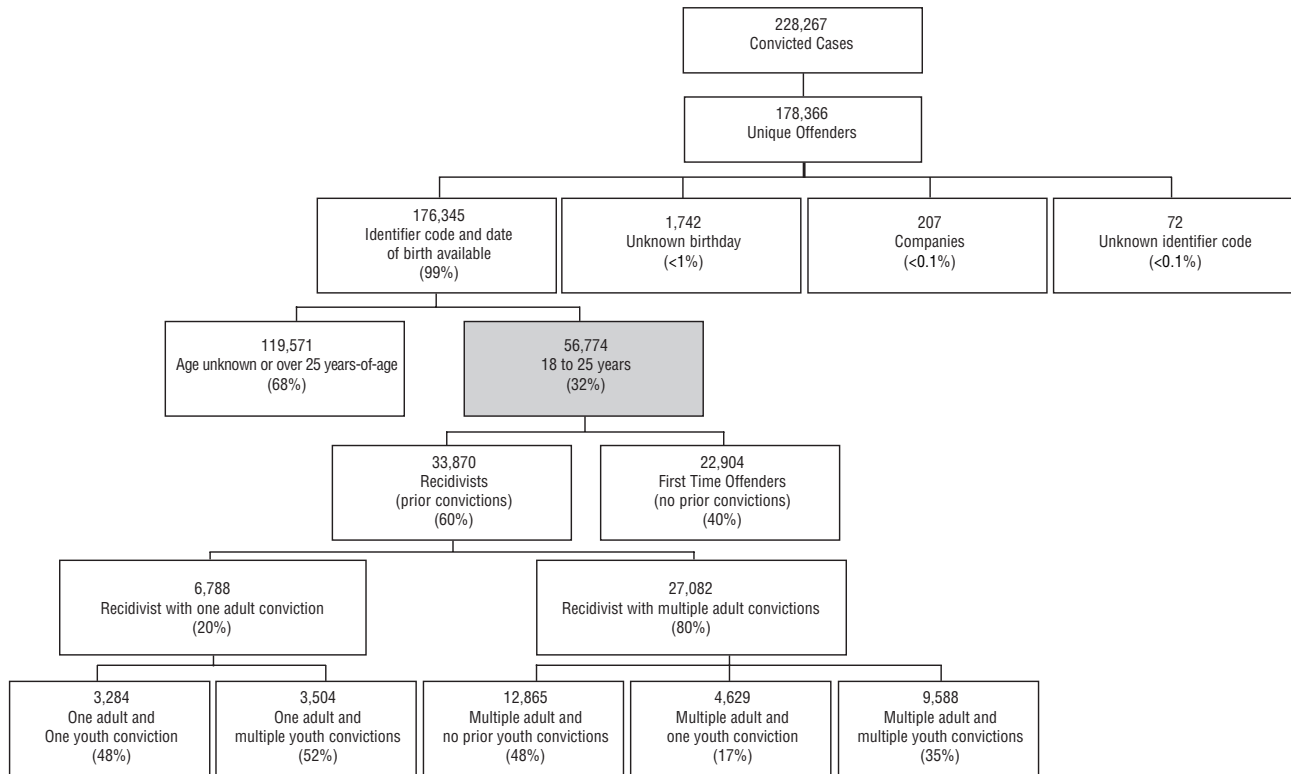 228,267
Convicted Cases
178,366
Unique Offenders
176,345
Identifier code and date
of birth available
(99%)
1,742
Unknown birthday
(<1%)
207
Companies
(<0.1%)
72
Unknown identifier code
(<0.1%)
119,571
Age unknown or over 25 years-of-age
(68%)
56,774
18 to 25 years
(32%)
33,870
Recidivists
(prior convictions)
(60%)
22,904
First Time Offenders
(no prior convictions)
(40%)
6,788
Recidivist with one adult conviction
(20%)
27,082
Recidivist with multiple adult convictions
(80%)
3,284
One adult and
One youth conviction
(48%)
3,504
One adult and
multiple youth convictions
(52%)
12,865
Multiple adult and
no prior youth convictions
(48%)
4,629
Multiple adult and
one youth conviction
(17%)
9,588
Multiple adult and
multiple youth convictions
(35%)